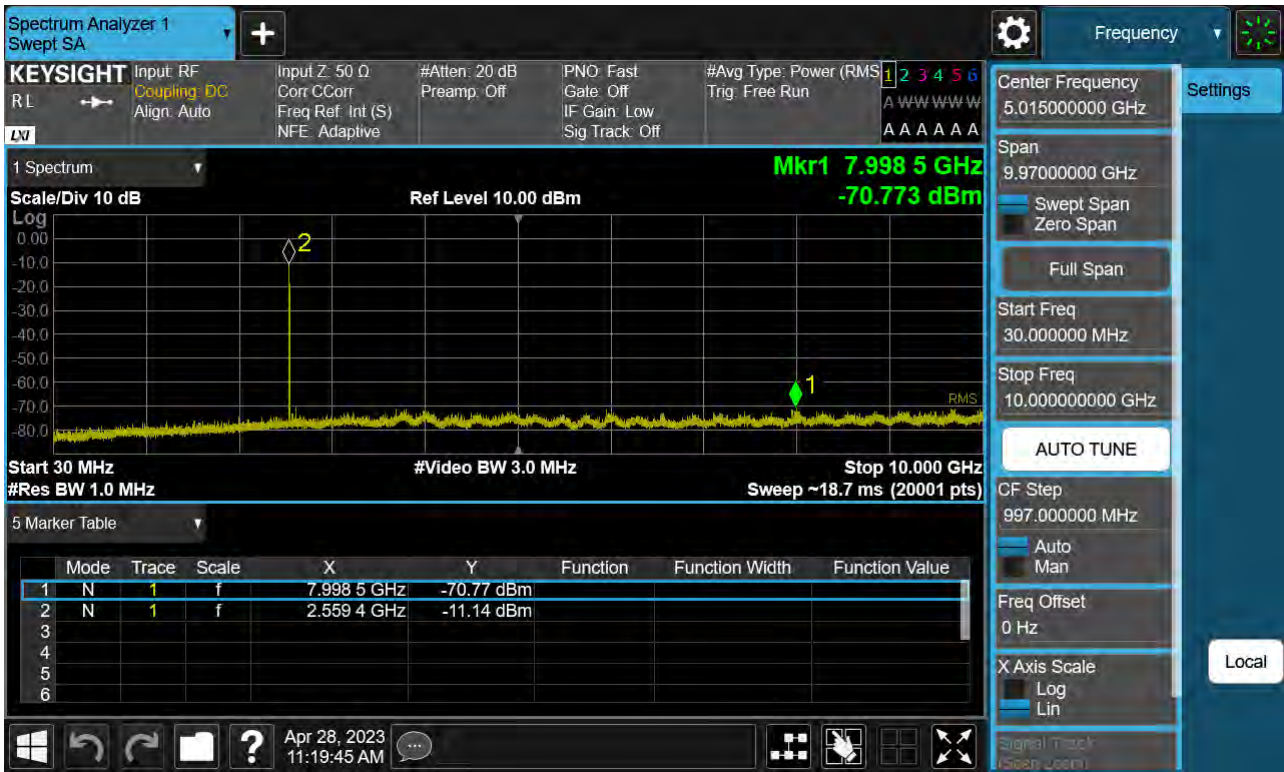 Spectrum Analyzer 1
Swept SA
Frequency
KEYSIGHT
RL
LXI
Input: RF
Coupling: DC
Align: Auto
Input Z: 50 Ω
Corr CCorr
Freq Ref: Int (S)
NFE: Adaptive
#Atten: 20 dB
Preamp: Off
PNO: Fast
Gate: Off
IF Gain: Low
Sig Track: Off
#Avg Type: Power (RMS
Trig: Free Run
1 2 3 4 5 6
A W W W W W
A A A A A A
1 Spectrum
Scale/Div 10 dB
Ref Level 10.00 dBm
Mkr1 7.998 5 GHz
-70.773 dBm
Log
0.00
-10.0
-20.0
-30.0
-40.0
-50.0
-60.0
-70.0
-80.0
2
1
RMS
Start 30 MHz
#Video BW 3.0 MHz
Stop 10.000 GHz
#Res BW 1.0 MHz
Sweep ~18.7 ms (20001 pts)
5 Marker Table
Mode Trace Scale X Y Function Function Width Function Value
1 N 1 f 7.998 5 GHz -70.77 dBm
2 N 1 f 2.559 4 GHz -11.14 dBm
3
4
5
6
Center Frequency
5.015000000 GHz
Settings
Span
9.97000000 GHz
Swept Span
Zero Span
Full Span
Start Freq
30.000000 MHz
Stop Freq
10.000000000 GHz
AUTO TUNE
CF Step
997.000000 MHz
Auto
Man
Freq Offset
0 Hz
X Axis Scale
Log
Lin
Local
Signal Track
(Span Zoom)
?
Apr 28, 2023
11:19:45 AM